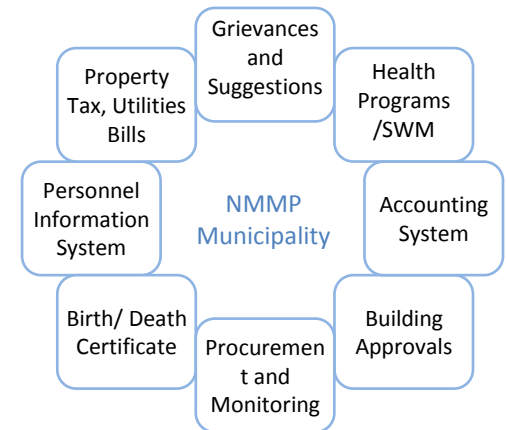 Grievances
and
Suggestions
Health
Programs
/SWM
Accounting
System
Building
Approvals
Procuremen
t and
Monitoring
Birth/ Death
Certificate
Personnel
Information
System
Property
Tax, Utilities
Bills
NMMP
Municipality